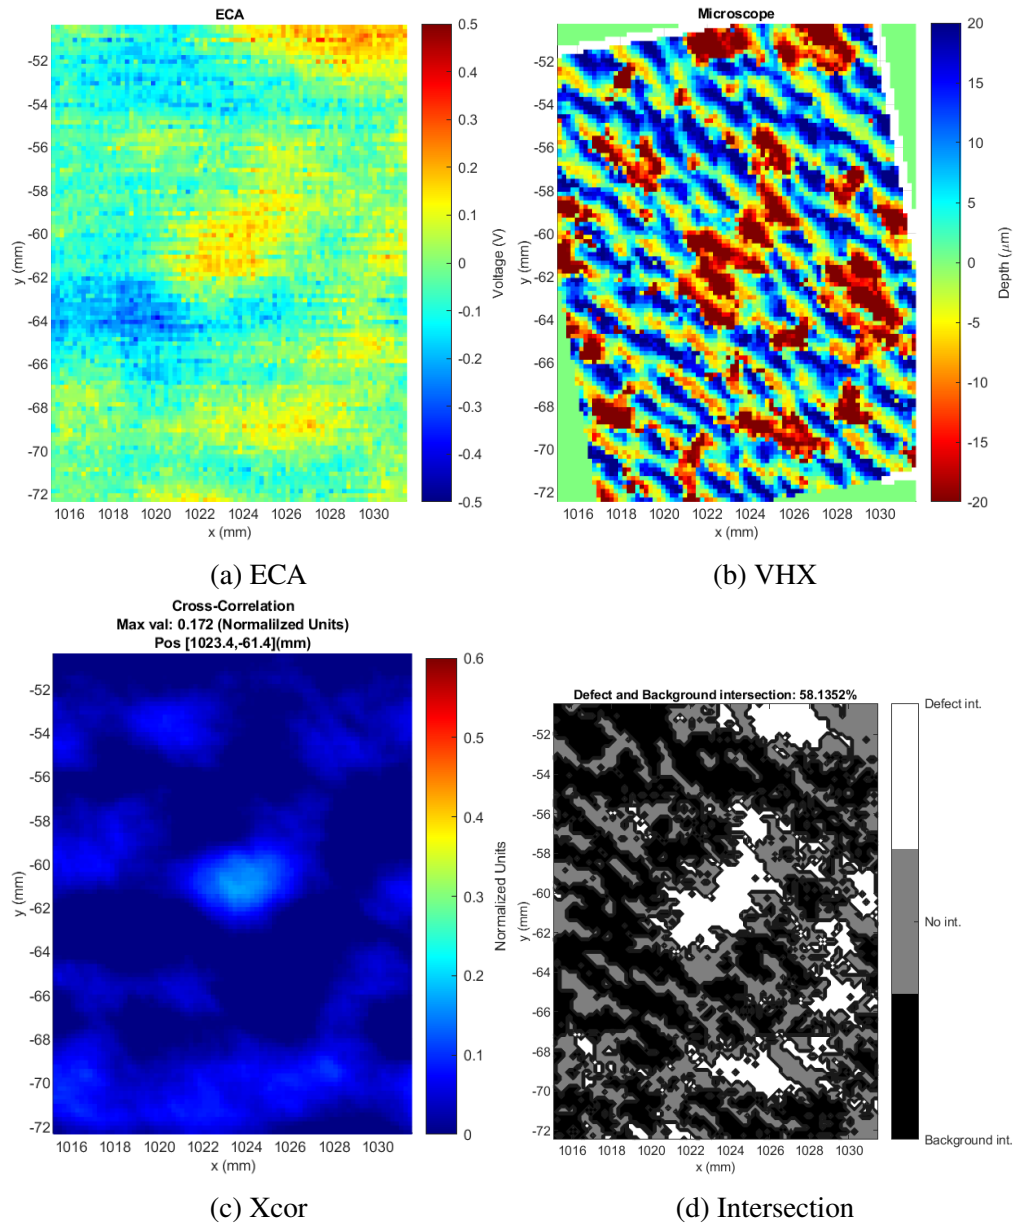 ECA
-52
-54
-56
-58
-60
-62
-64
-66
-68
-70
-72
y (mm)
1016 1018 1020 1022 1024 1026 1028 1030
x (mm)
0.5
0.4
0.3
0.2
0.1
0
-0.1
-0.2
-0.3
-0.4
-0.5
Voltage (V)
(a) ECA
Microscope
-52
-54
-56
-58
-60
-62
-64
-66
-68
-70
-72
y (mm)
1016 1018 1020 1022 1024 1026 1028 1030
x (mm)
20
15
10
5
0
-5
-10
-15
-20
Depth (μm)
(b) VHX
Cross-Correlation
Max val: 0.172 (Normalilzed Units)
Pos [1023.4,-61.4](mm)
-52
-54
-56
-58
-60
-62
-64
-66
-68
-70
-72
y (mm)
1016 1018 1020 1022 1024 1026 1028 1030
x (mm)
0.6
0.5
0.4
0.3
0.2
0.1
0
Normalized Units
(c) Xcor
Defect and Background intersection: 58.1352%
-52
-54
-56
-58
-60
-62
-64
-66
-68
-70
-72
y (mm)
1016 1018 1020 1022 1024 1026 1028 1030
x (mm)
Defect int.
No int.
Background int.
(d) Intersection